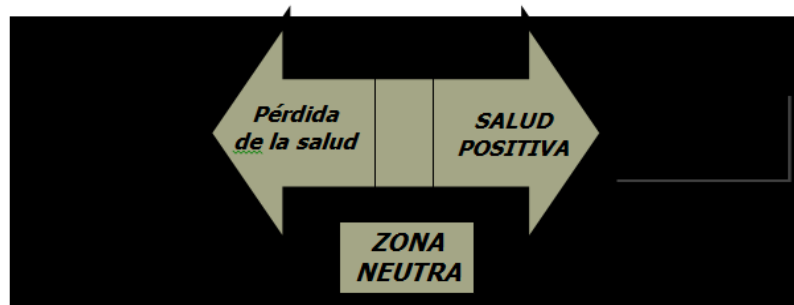 Pérdida
de la salud
SALUD
POSITIVA
ZONA
NEUTRA